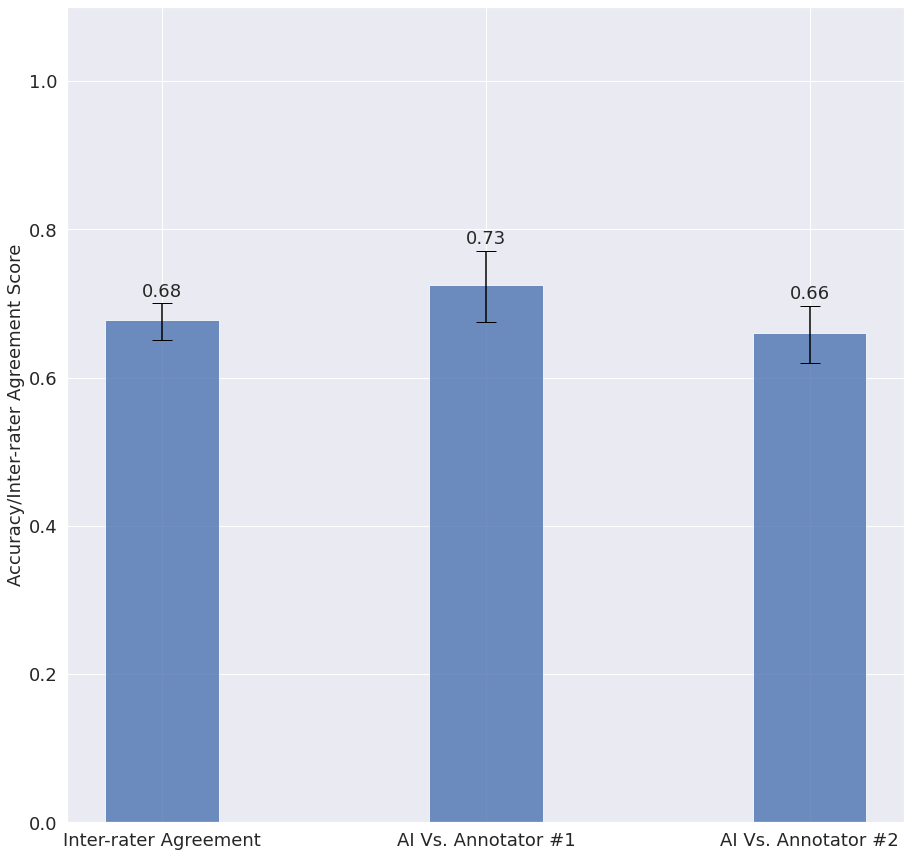 Accuracy/Inter-rater Agreement Score
1.0
0.8
0.6
0.4
0.2
0.0
0.68
0.73
0.66
Inter-rater Agreement
AI Vs. Annotator #1
AI Vs. Annotator #2